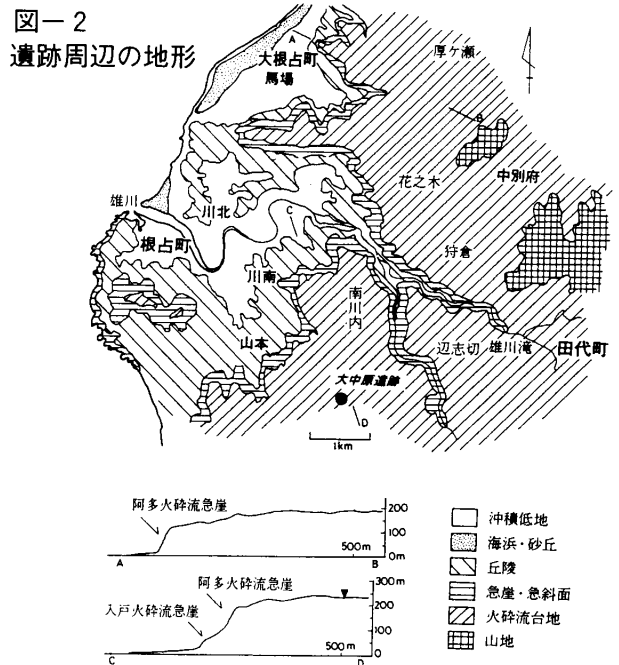 図－2
遺跡周辺の地形
A
大根占町
馬場
厚ケ瀬
B
花之木
中別府
雄川
川北
C
根占町
狩倉
川南
南川内
山本
辺志切
雄川滝
田代町
大中原遺跡
D
1km
阿多火砕流急崖
200
100
0m
500m
A
B
阿多火砕流急崖
入戸火砕流急崖
300m
200
100
0
500m
C
D
沖積低地
海浜・砂丘
丘陵
急崖・急斜面
火砕流台地
山地